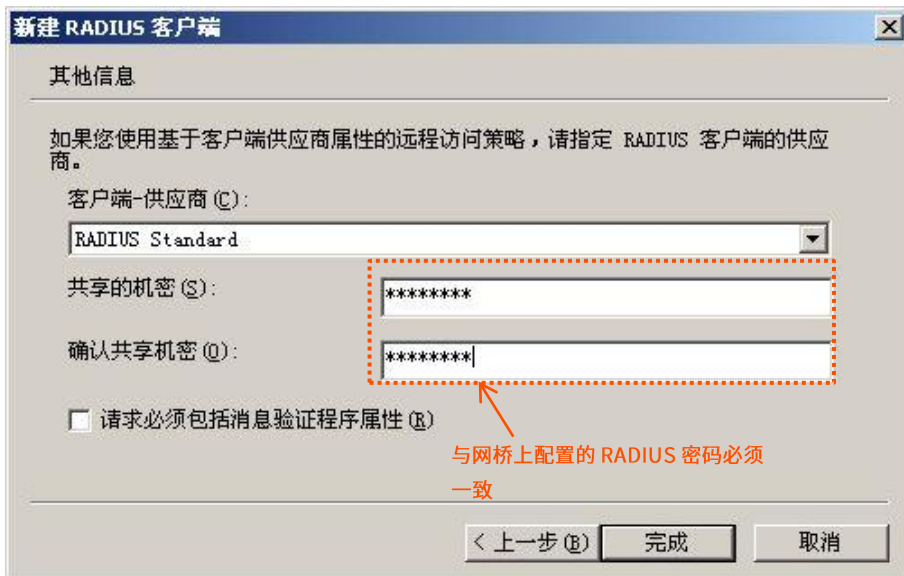 新建 RADIUS 客户端
其他信息
如果您使用基于客户端供应商属性的远程访问策略，请指定 RADIUS 客户端的供应
商。
客户端-供应商(C):
RADIUS Standard
共享的机密(S):
********
确认共享机密(O):
********
请求必须包括消息验证程序属性(R)
与网桥上配置的 RADIUS 密码必须
一致
< 上一步(B)
完成
取消